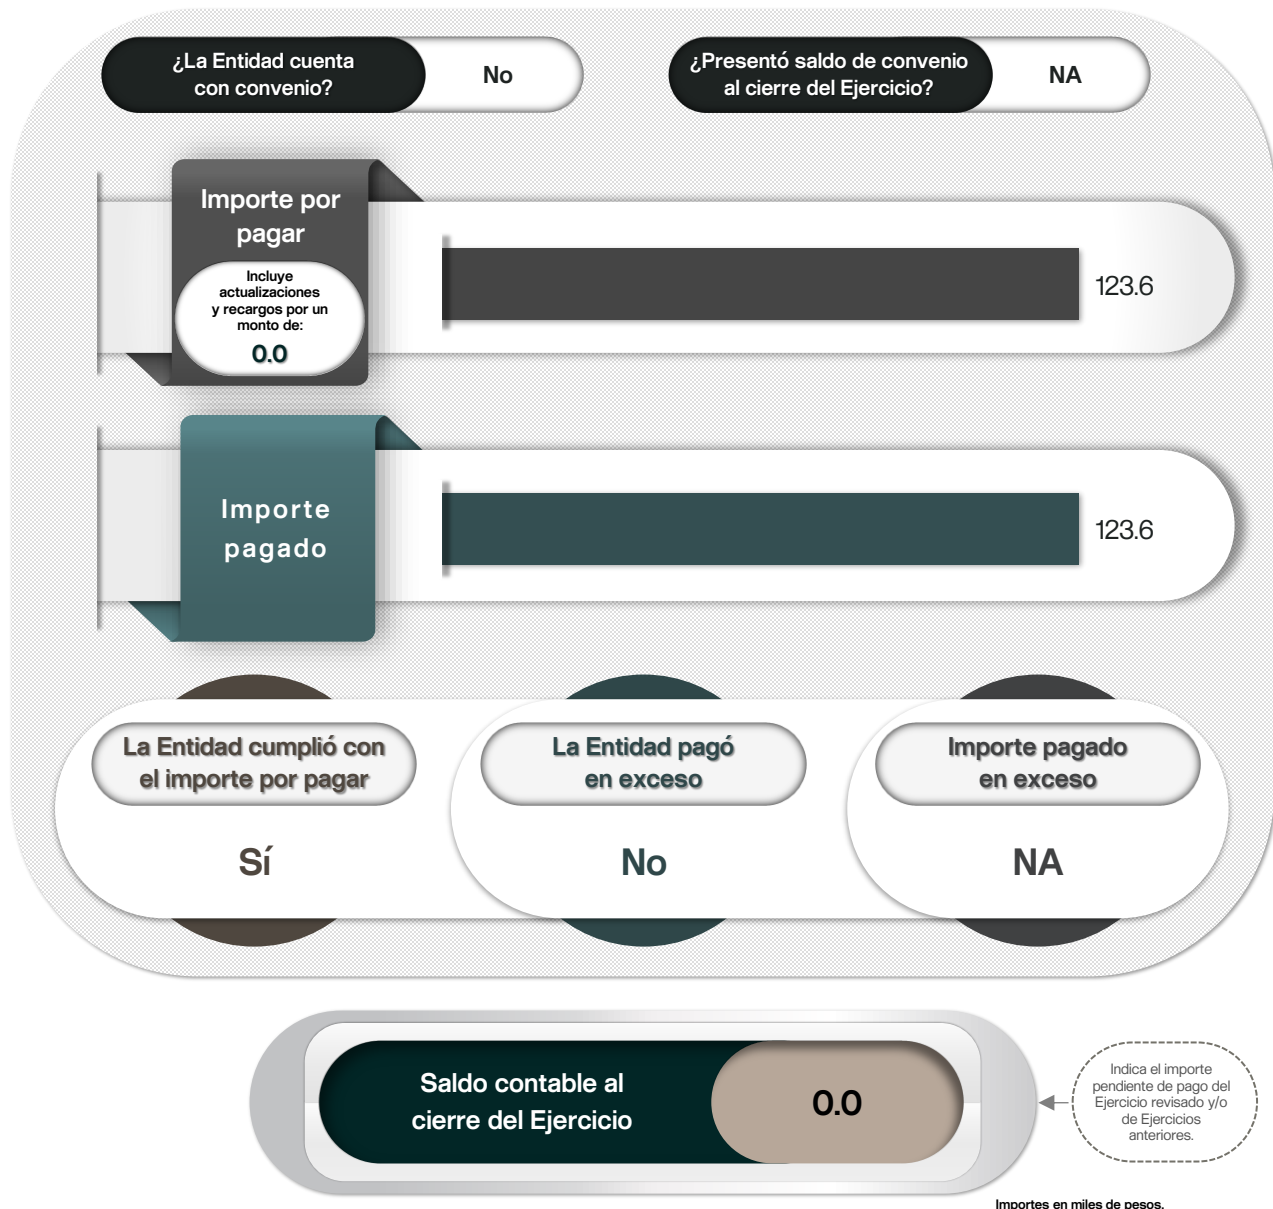 ¿La Entidad cuenta
con convenio?
No
¿Presentó saldo de convenio
al cierre del Ejercicio?
NA
Importe por
pagar
Incluye
actualizaciones
y recargos por un
monto de:
0.0
123.6
Importe
pagado
123.6
La Entidad cumplió con
el importe por pagar
Sí
La Entidad pagó
en exceso
No
Importe pagado
en exceso
NA
Saldo contable al
cierre del Ejercicio
0.0
Indica el importe
pendiente de pago del
Ejercicio revisado y/o
de Ejercicios
anteriores.
Importes en miles de pesos.